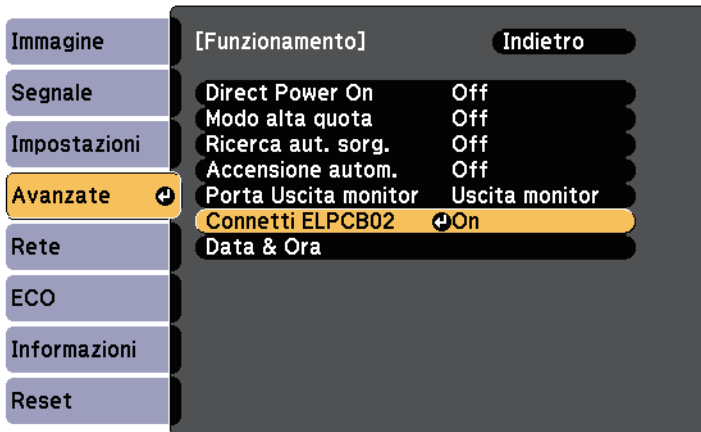 Immagine
Segnale
Impostazioni
Avanzate
Rete
ECO
Informazioni
Reset
[Funzionamento] Indietro
Direct Power On Off
Modo alta quota Off
Ricerca aut. sorg. Off
Accensione autom. Off
Porta Uscita monitor Uscita monitor
Connetti ELPCB02 On
Data & Ora